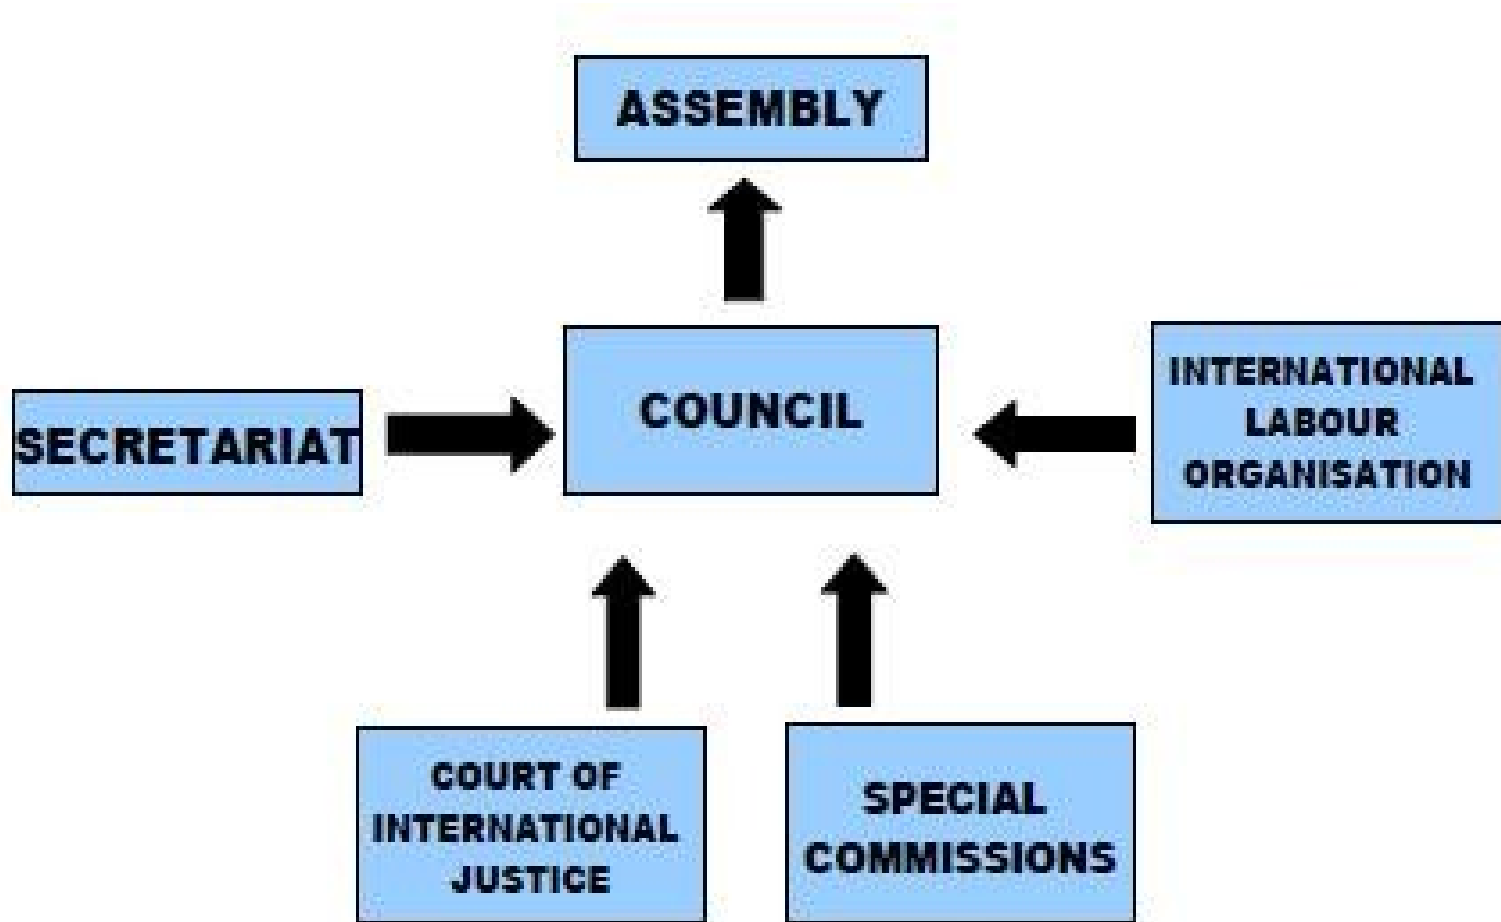 ASSEMBLY
COUNCIL
SECRETARIAT
INTERNATIONAL
LABOUR
ORGANISATION
COURT OF
INTERNATIONAL
JUSTICE
SPECIAL
COMMISSIONS